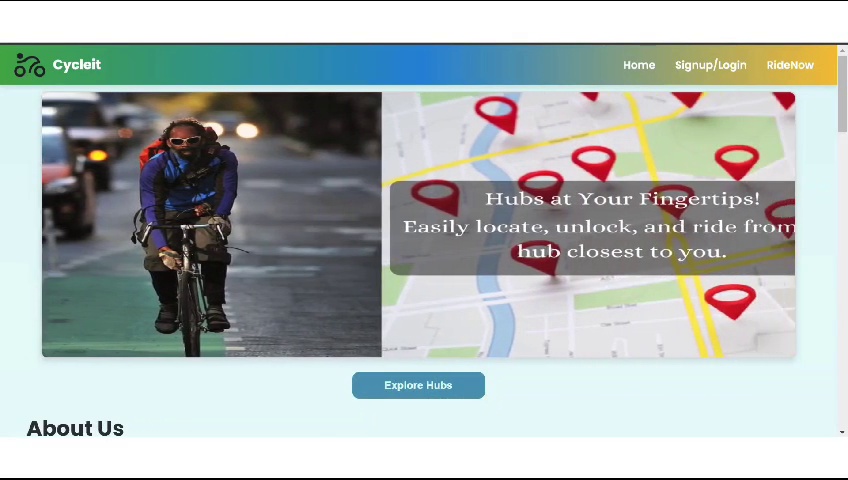 Cycleit
Home Signup/Login RideNow
Hubs at Your Fingertips!
Easily locate, unlock, and ride from
hub closest to you.
Explore Hubs
About Us